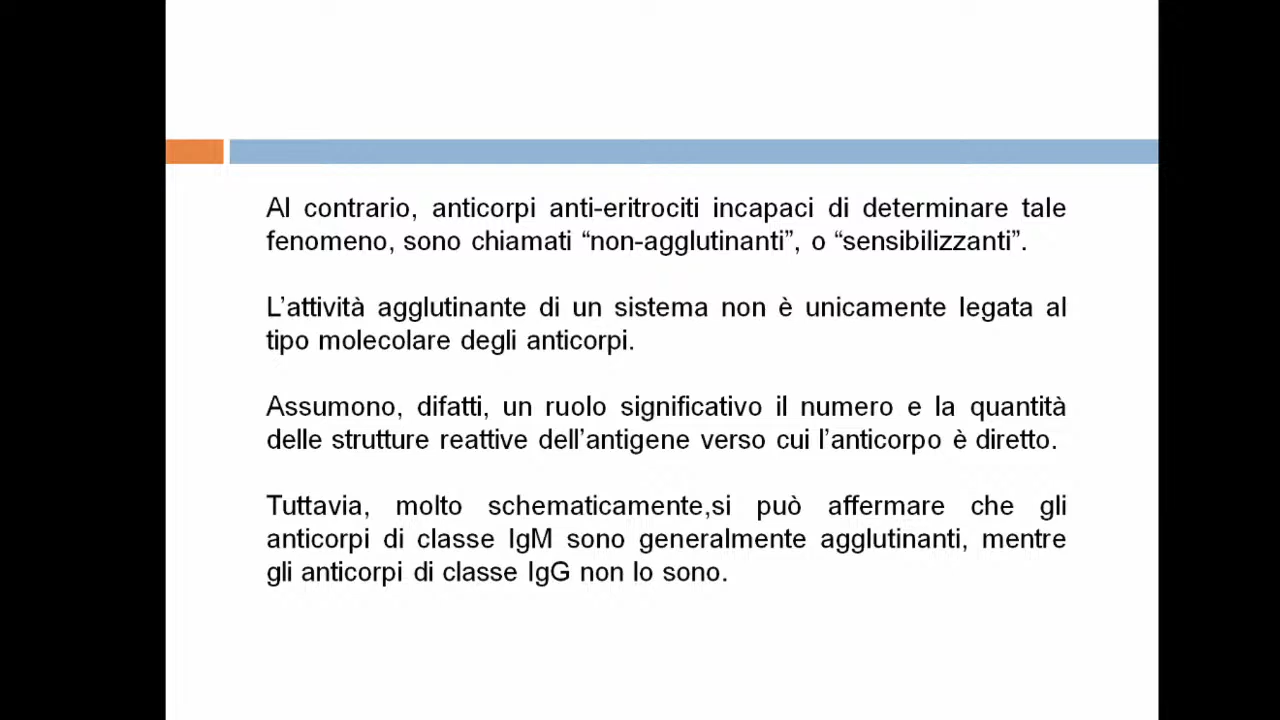 Al contrario, anticorpi anti-eritrociti incapaci di determinare tale
fenomeno, sono chiamati “non-agglutinanti”, o “sensibilizzanti”.
L’attività agglutinante di un sistema non è unicamente legata al
tipo molecolare degli anticorpi.
Assumono, difatti, un ruolo significativo il numero e la quantità
delle strutture reattive dell’antigene verso cui l’anticorpo è diretto.
Tuttavia, molto schematicamente,si può affermare che gli
anticorpi di classe IgM sono generalmente agglutinanti, mentre
gli anticorpi di classe IgG non lo sono.